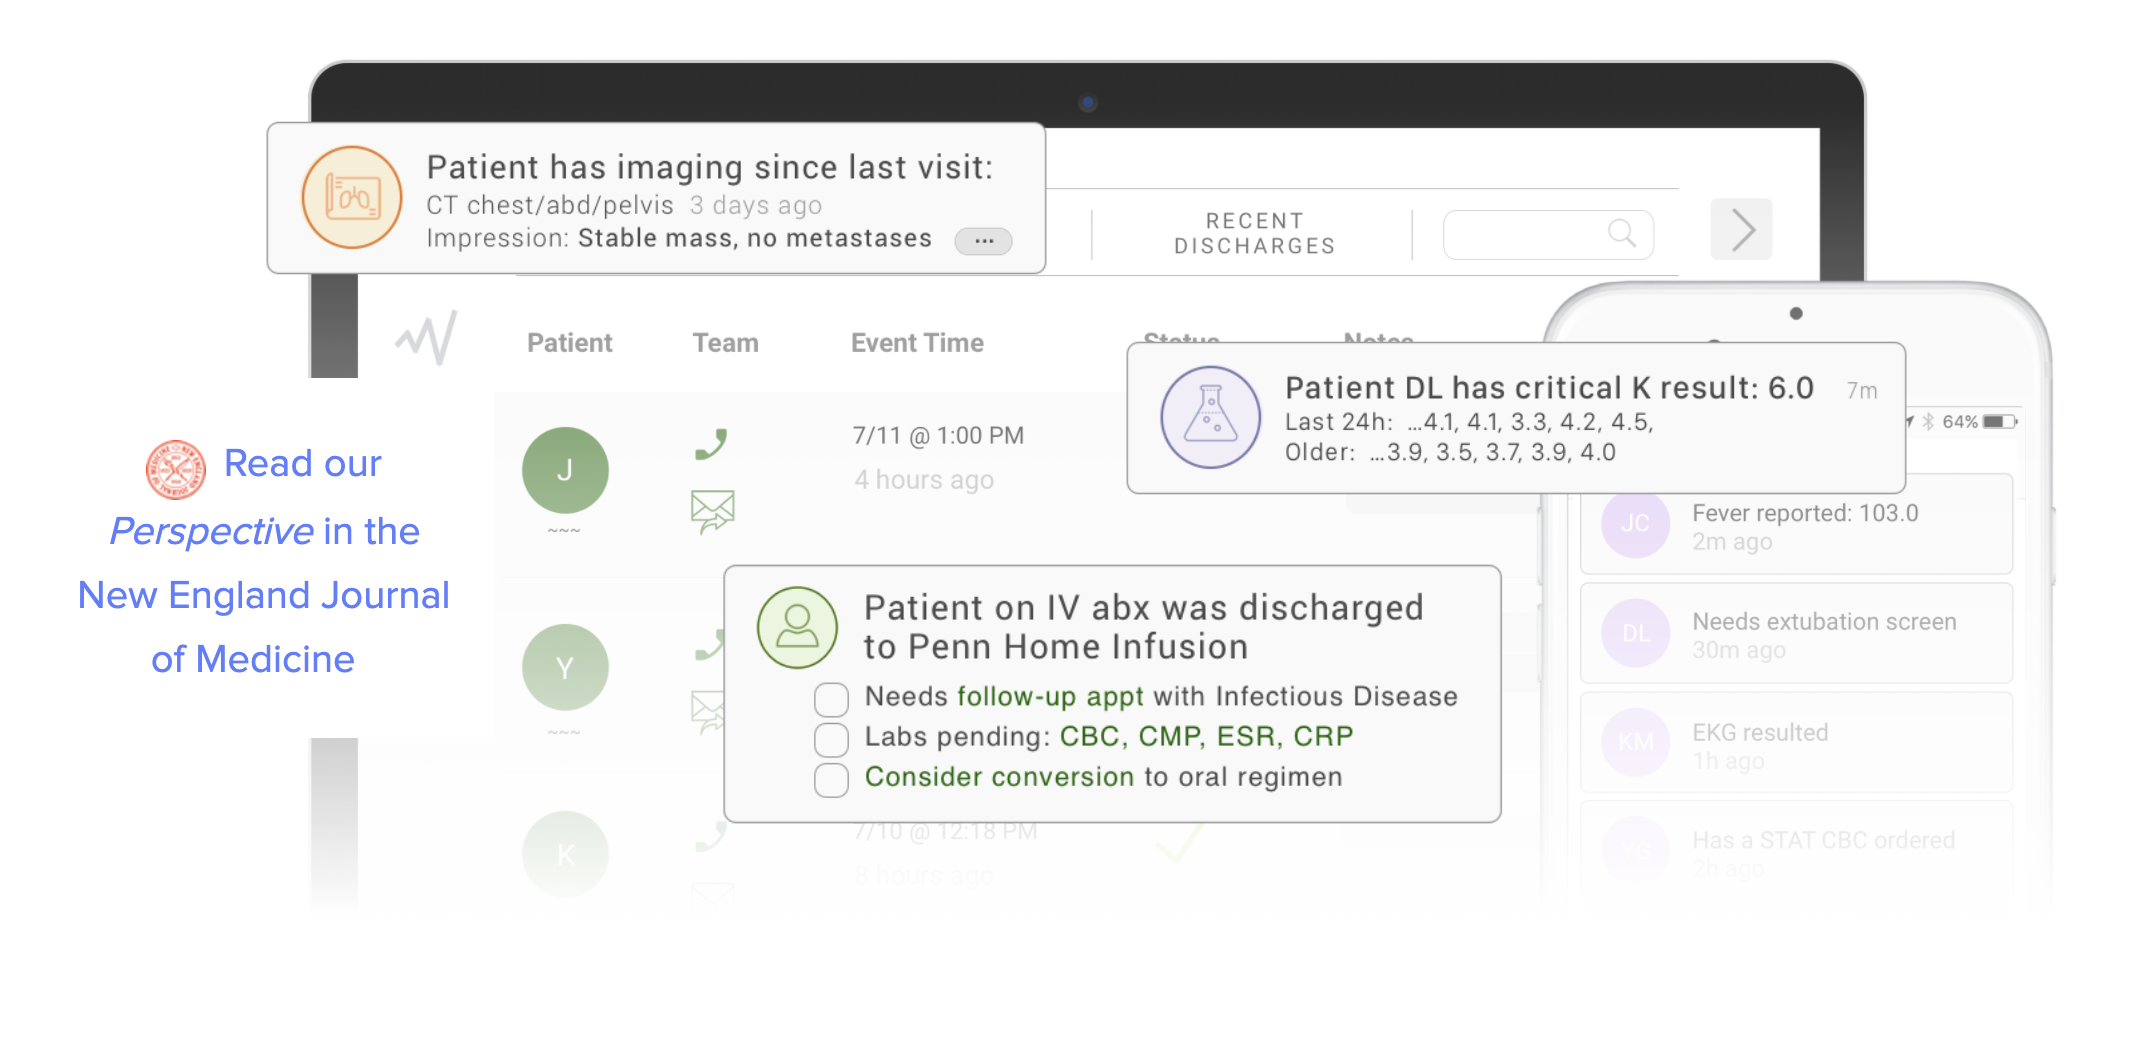 Patient has imaging since last visit:
CT chest/abd/pelvis 3 days ago
Impression: Stable mass, no metastases ...
RECENT
DISCHARGES
Patient Team Event Time Status Notes
Patient DL has critical K result: 6.0 7m
Last 24h: ...4.1, 4.1, 3.3, 4.2, 4.5,
Older: ...3.9, 3.5, 3.7, 3.9, 4.0
64%
J
~~~
7/11 @ 1:00 PM
4 hours ago
Read our
Perspective in the
New England Journal
of Medicine
JC
Fever reported: 103.0
2m ago
Y
~~~
Patient on IV abx was discharged
to Penn Home Infusion
Needs follow-up appt with Infectious Disease
Labs pending: CBC, CMP, ESR, CRP
Consider conversion to oral regimen
DL
Needs extubation screen
30m ago
KM
EKG resulted
1h ago
K
7/10 @ 12:18 PM
8 hours ago
YG
Has a STAT CBC ordered
2h ago